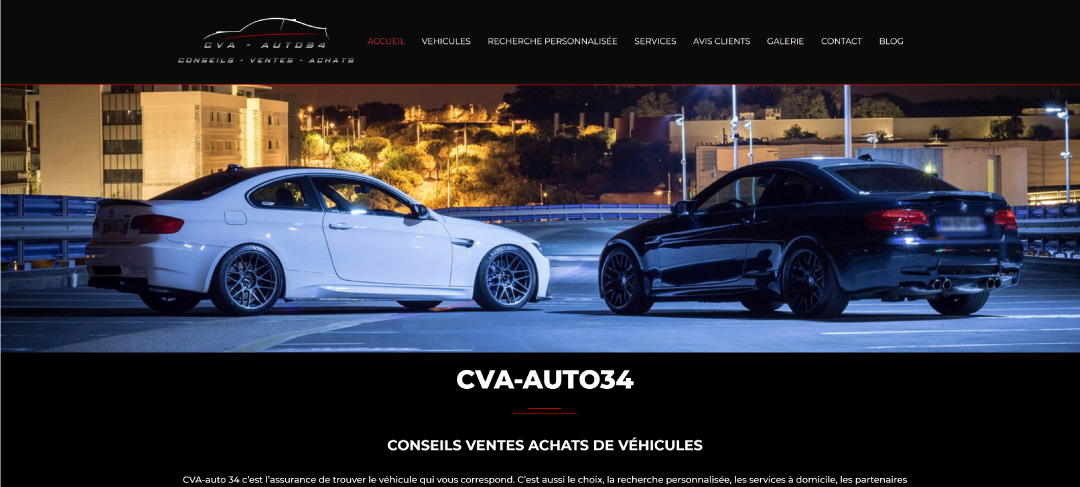 CVA - AUTO34
CONSEILS - VENTES - ACHATS
ACCUEIL VEHICULES RECHERCHE PERSONNALISÉE SERVICES AVIS CLIENTS GALERIE CONTACT BLOG
CVA-AUTO34
CONSEILS VENTES ACHATS DE VÉHICULES
CVA-auto 34 c'est l'assurance de trouver le véhicule qui vous correspond. C'est aussi le choix, la recherche personnalisée, les services à domicile, les partenaires